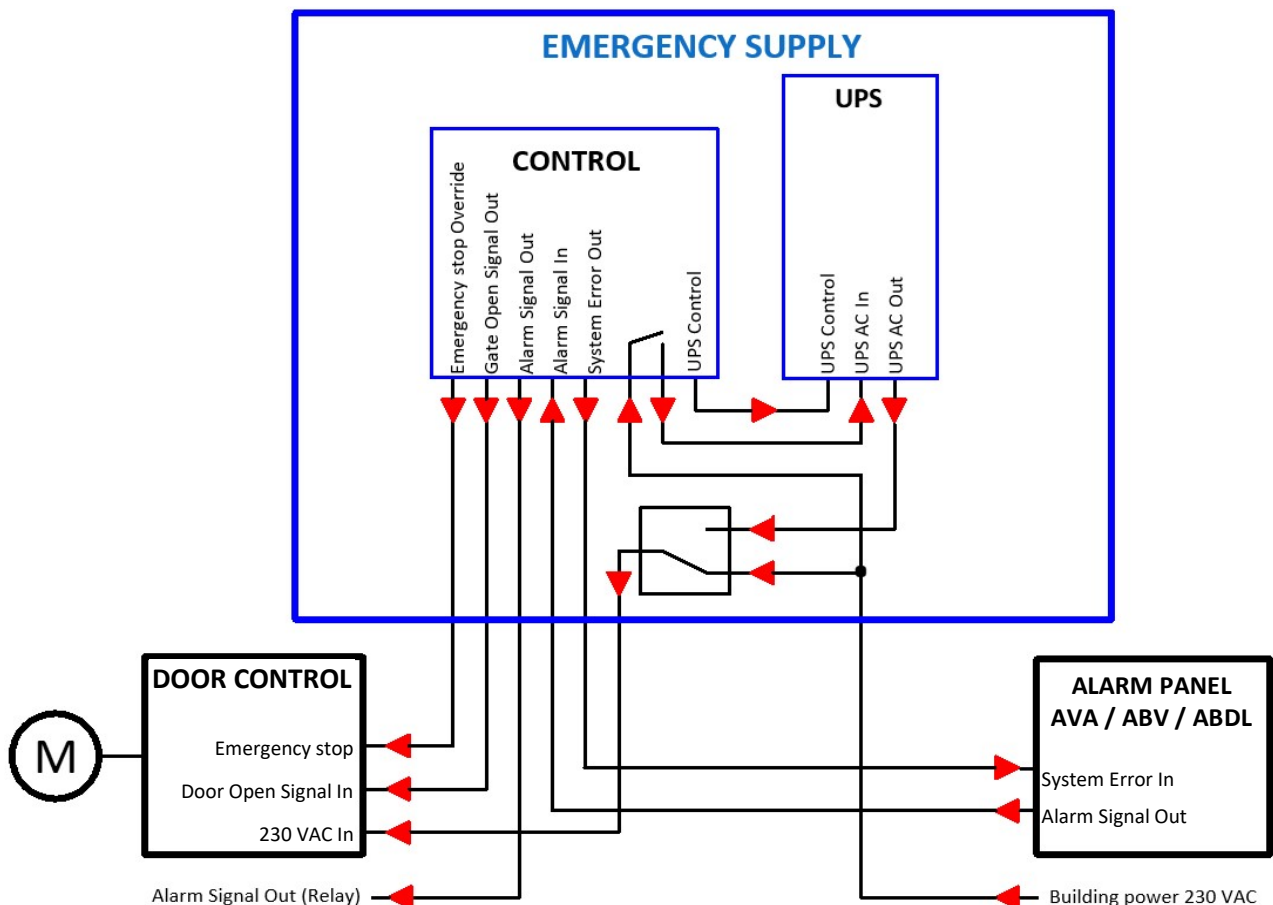 EMERGENCY SUPPLY
UPS
CONTROL
Emergency stop Override
Gate Open Signal Out
Alarm Signal Out
Alarm Signal In
System Error Out
UPS Control
UPS Control
UPS AC In
UPS AC Out
DOOR CONTROL
Emergency stop
Door Open Signal In
230 VAC In
M
ALARM PANEL
AVA / ABV / ABDL
System Error In
Alarm Signal Out
Alarm Signal Out (Relay)
Building power 230 VAC